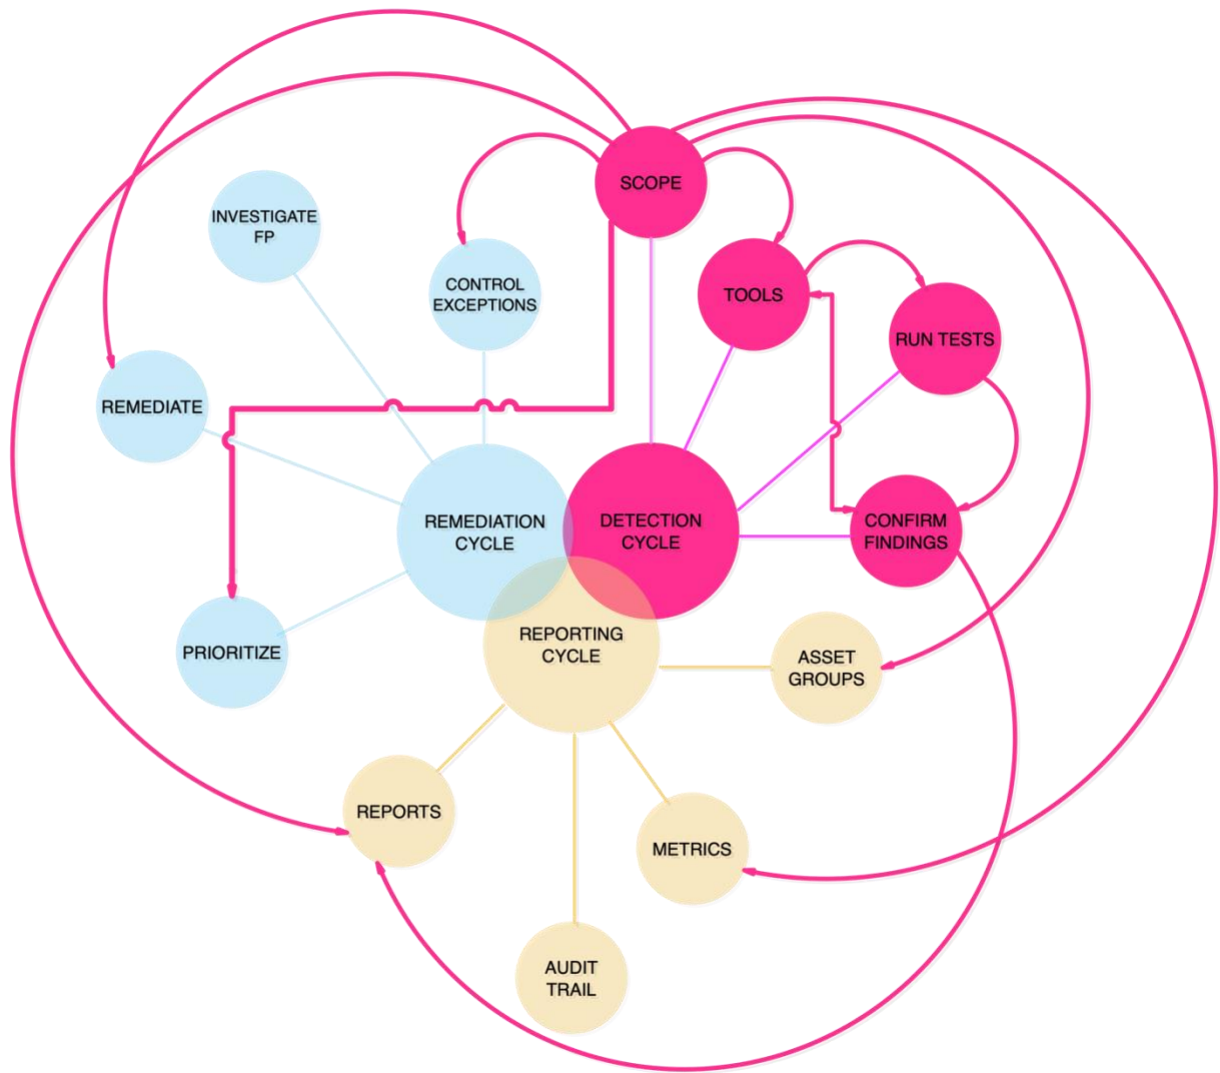 SCOPE
INVESTIGATE
FP
CONTROL
EXCEPTIONS
TOOLS
RUN TESTS
REMEDIATE
REMEDIATION
CYCLE
DETECTION
CYCLE
CONFIRM
FINDINGS
REPORTING
CYCLE
PRIORITIZE
ASSET
GROUPS
REPORTS
METRICS
AUDIT
TRAIL